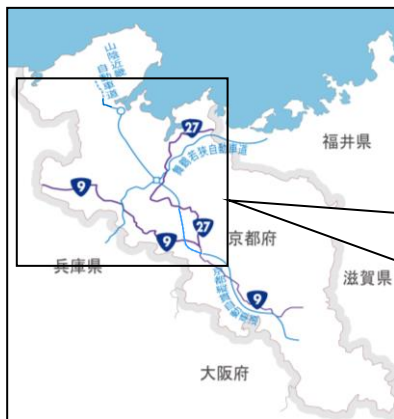 山陰近畿
自動車道
27
福井県
舞鶴若狭自動車道
9
27
9
京都府
兵庫県
滋賀県
9
京都縦貫自動車道
大阪府